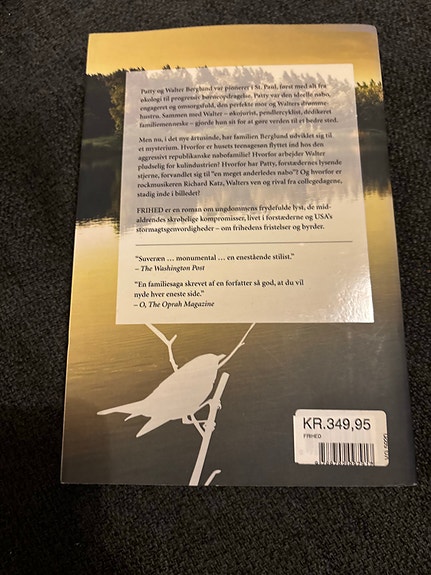 Patty og Walter Berglund var pionerer i St. Paul, først med alt fra
økologi til progressiv børneopdragelse. Patty var den ideelle nabo,
engageret og omsorgsfuld, den perfekte mor og Walters drømme-
hustru. Sammen med Walter – økojurist, pendlercyklist, dedikeret
familiemenneske – gjorde hun sit for at gøre verden til et bedre sted.
Men nu, i det nye årtusinde, har familien Berglund udviklet sig til
et mysterium. Hvorfor er husets teenagesøn flyttet ind hos den
aggressivt republikanske nabofamilie? Hvorfor arbejder Walter
pludselig for kulindustrien? Hvorfor har Patty, forstædernes lysende
stjerne, forvandlet sig til "en meget anderledes nabo"? Og hvorfor er
rockmusikeren Richard Katz, Walters ven og rival fra collegedagene,
stadig inde i billedet?
FRIHED er en roman om ungdommens frydefulde lyst, de mid-
aldrendes skrøbelige kompromisser, livet i forstæderne og USA's
stormagtsgenvordigheder – om frihedens fristelser og byrder.
"Suveræn ... monumental ... en enestående stilist."
– The Washington Post
"En familiesaga skrevet af en forfatter så god, at du vil
nyde hver eneste side."
– O, The Oprah Magazine
KR.349,95
FRIHED